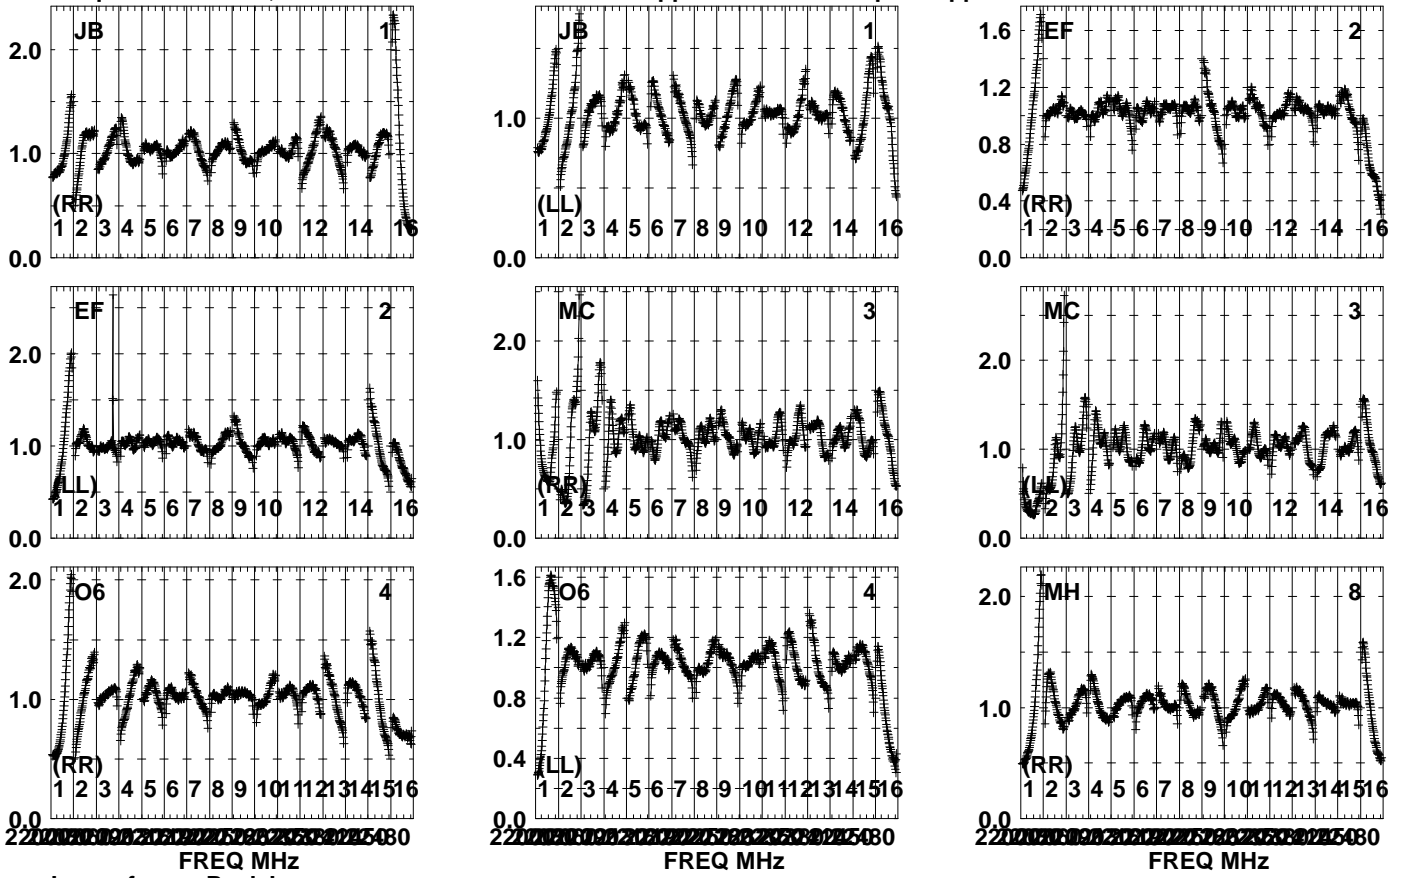 JB 1
2.0
1.0
0.0
(RR)
1 2 3 4 5 6 7 8 9 10 12 14 16
JB 1
1.0
0.0
(LL)
1 2 3 4 5 6 7 8 9 10 12 14 16
EF 2
1.6
1.2
0.8
0.4
0.0
(RR)
1 2 3 4 5 6 7 8 9 10 12 14 16
EF 2
2.0
1.0
0.0
(LL)
1 2 3 4 5 6 7 8 9 10 12 14 16
MC 3
2.0
1.0
0.0
(RR)
1 2 3 4 5 6 7 8 9 10 12 14 16
MC 3
2.0
1.0
0.0
(LL)
1 2 3 4 5 6 7 8 9 10 12 14 16
O6 4
2.0
1.0
0.0
(RR)
1 2 3 4 5 6 7 8 9 10 11 12 13 14 15 16
FREQ MHz
O6 4
1.6
1.2
0.8
0.4
0.0
(LL)
1 2 3 4 5 6 7 8 9 10 11 12 13 14 15 16
FREQ MHz
MH 8
2.0
1.0
0.0
(RR)
1 2 3 4 5 6 7 8 9 10 11 12 13 14 15 16
FREQ MHz